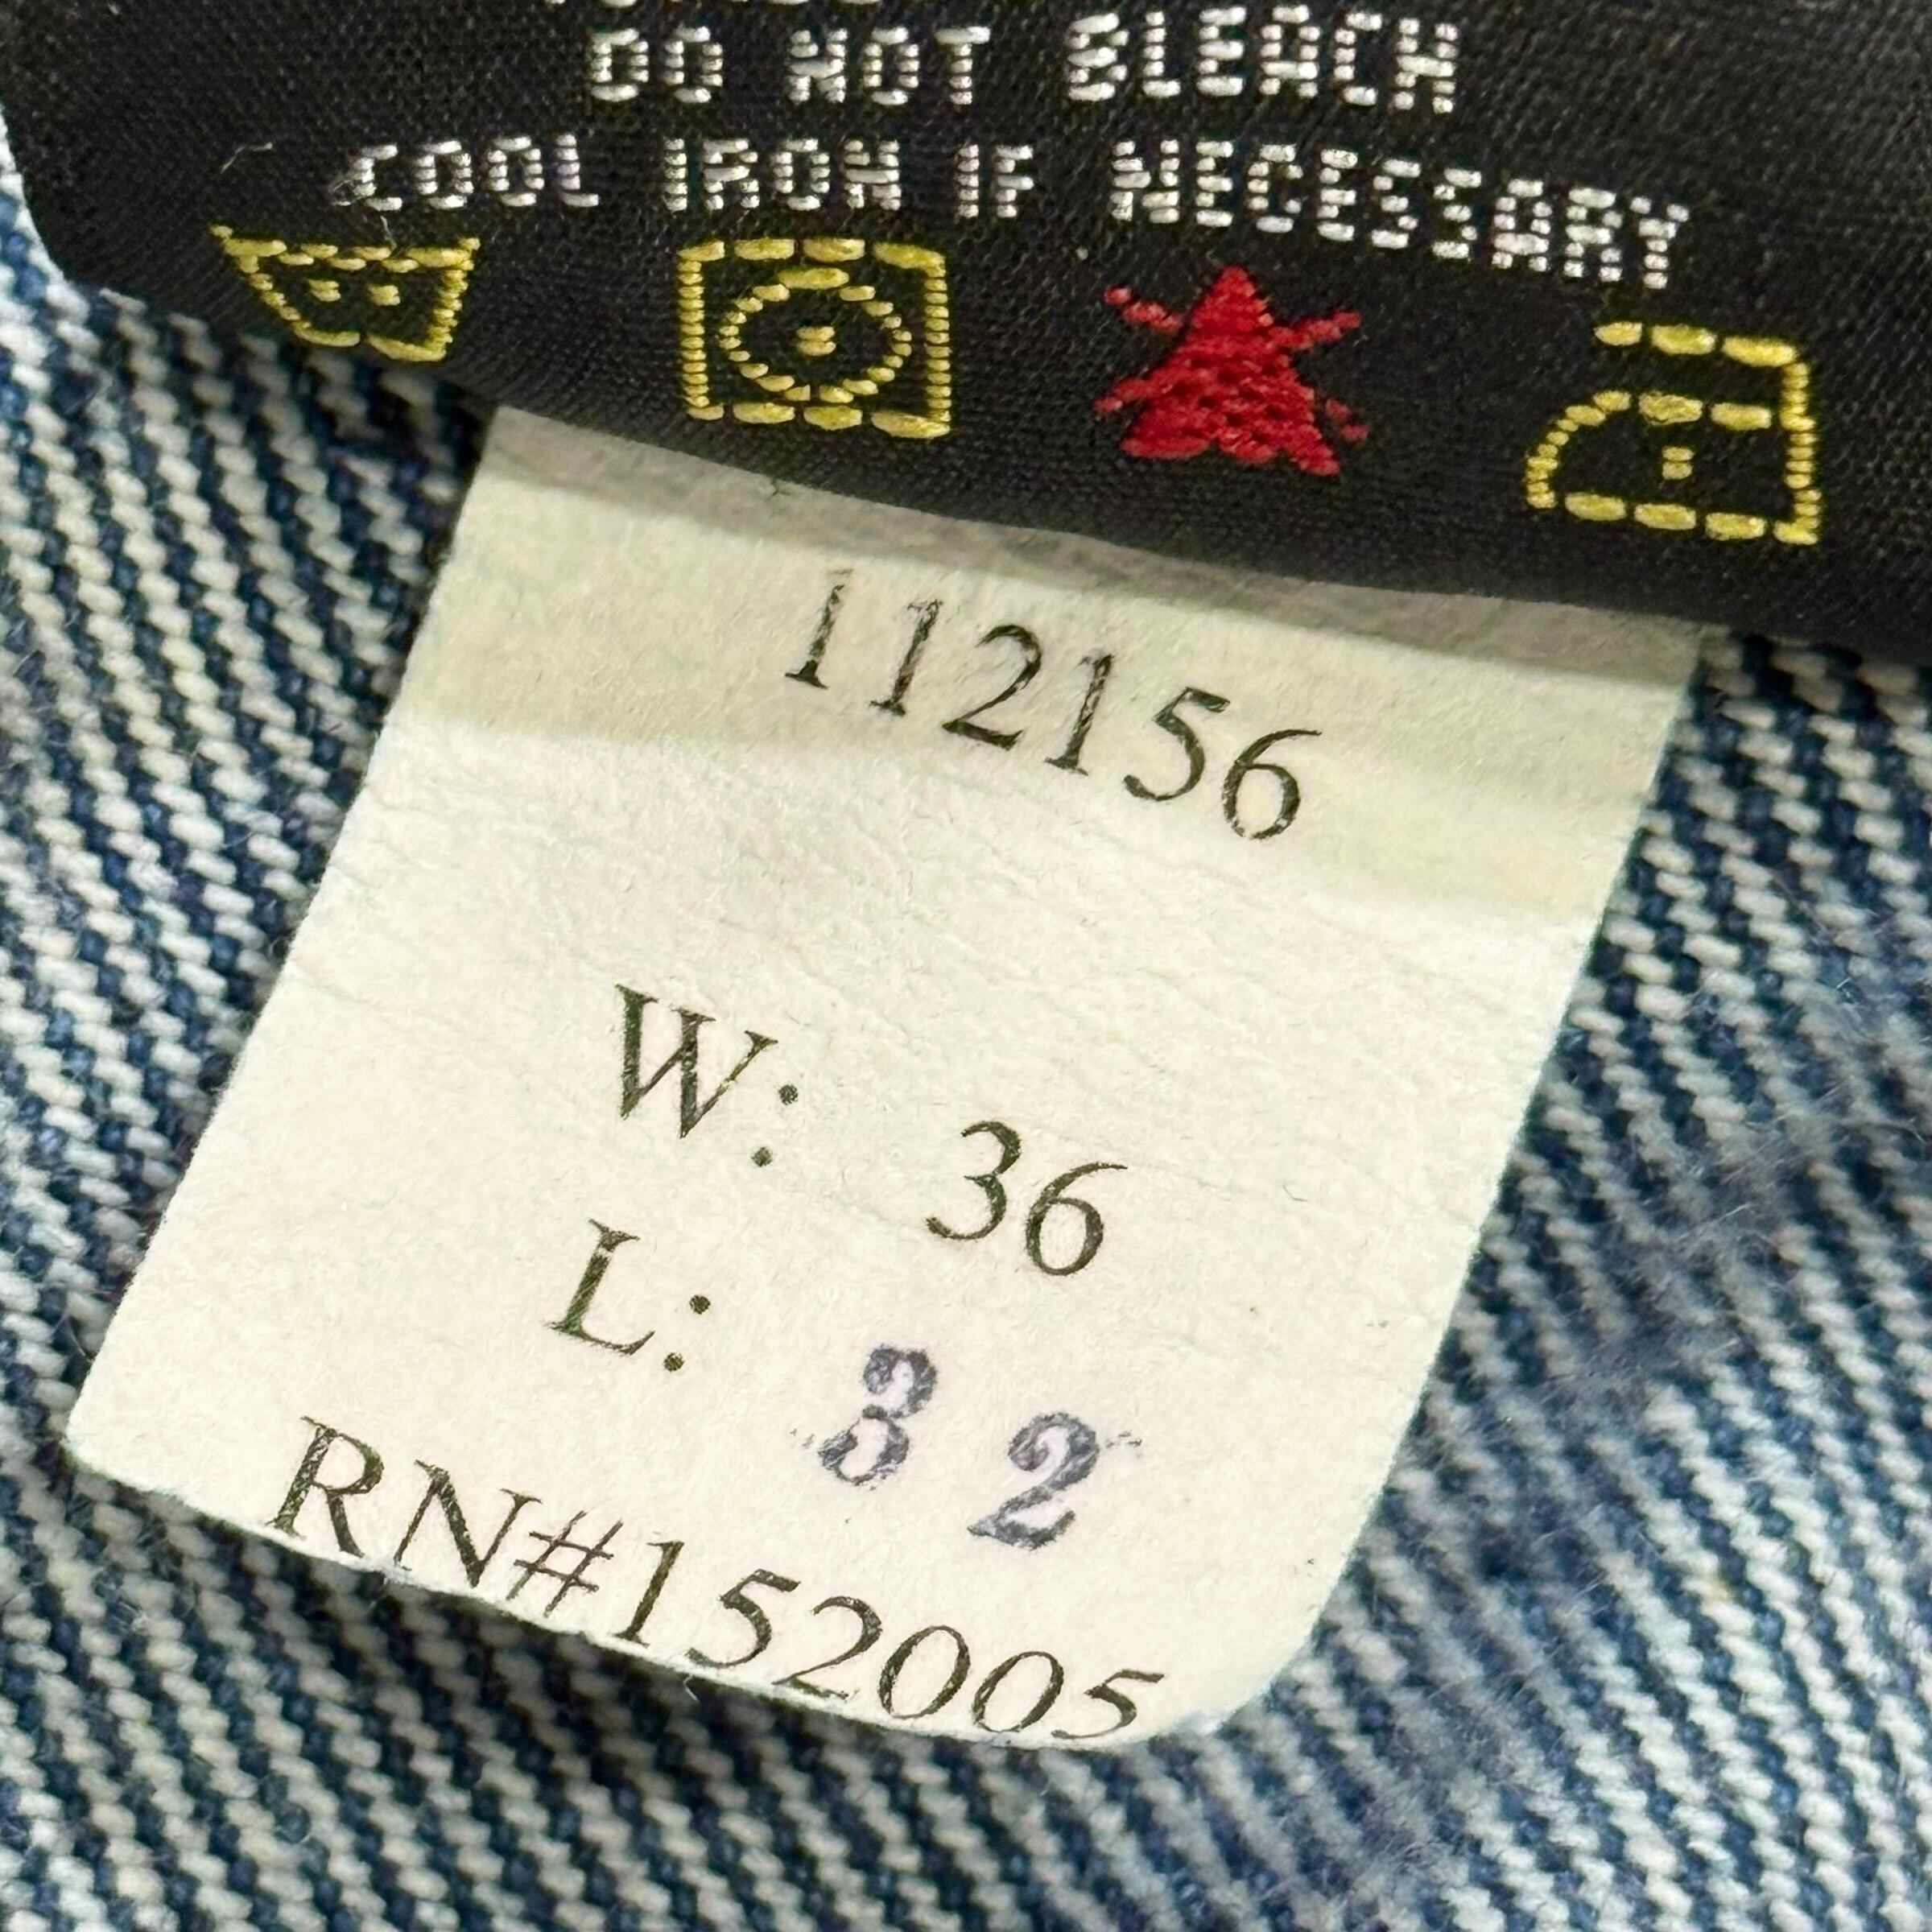 DO NOT BLEACH
COOL IRON IF NECESSARY
112156
W: 36
L: 32
RN#152005